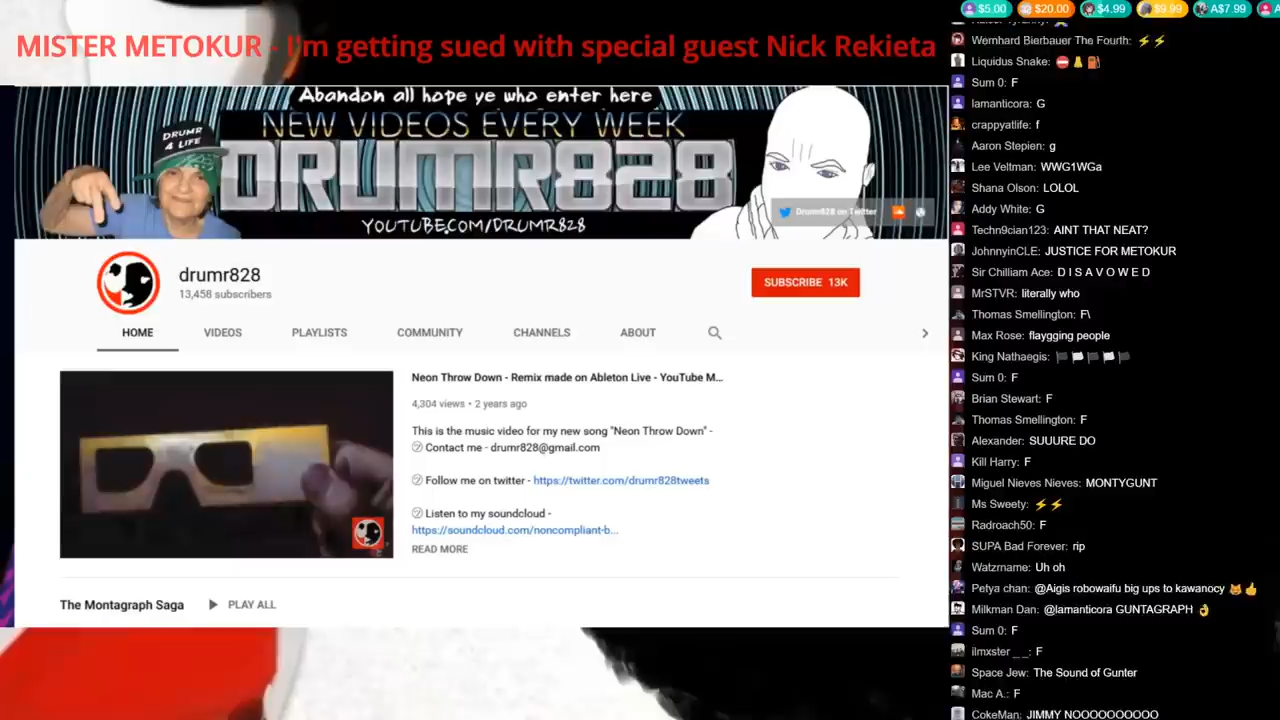 $5.00 $20.00 $4.99 $9.99 A$7.99
MISTER METOKUR - I'm getting sued with special guest Nick Rekieta
Abandon all hope ye who enter here
NEW VIDEOS EVERY WEEK
DRUMR 4 LIFE
DRUMR828
YOUTUBE.COM/DRUMR828
Drumr828 on Twitter
drumr828
13,458 subscribers
SUBSCRIBE 13K
HOME VIDEOS PLAYLISTS COMMUNITY CHANNELS ABOUT
Neon Throw Down - Remix made on Ableton Live - YouTube M...
4,304 views • 2 years ago
This is the music video for my new song "Neon Throw Down" -
Contact me - drumr828@gmail.com
Follow me on twitter - https://twitter.com/drumr828tweets
Listen to my soundcloud -
https://soundcloud.com/noncompliant-b...
READ MORE
The Montagraph Saga PLAY ALL
Wernhard Bierbauer The Fourth: ⚡⚡
Liquidus Snake: ⛔👃⛽
Sum 0: F
lamanticora: G
crappyatlife: f
Aaron Stepien: g
Lee Veltman: WWG1WGa
Shana Olson: LOLOL
Addy White: G
Techn9cian123: AINT THAT NEAT?
JohnnyinCLE: JUSTICE FOR METOKUR
Sir Chilliam Ace: D I S A V O W E D
MrSTVR: literally who
Thomas Smellington: F\
Max Rose: flaygging people
King Nathaegis: 🏴🏳🏴🏳🏴
Sum 0: F
Brian Stewart: F
Thomas Smellington: F
Alexander: SUUURE DO
Kill Harry: F
Miguel Nieves Nieves: MONTYGUNT
Ms Sweety: ⚡⚡
Radroach50: F
SUPA Bad Forever: rip
Watzrname: Uh oh
Petya chan: @Aigis robowaifu big ups to kawanocy 🐱👍
Milkman Dan: @lamanticora GUNTAGRAPH 👌
Sum 0: F
ilmxster _ _: F
Space Jew: The Sound of Gunter
Mac A.: F
CokeMan: JIMMY NOOOOOOOOOO